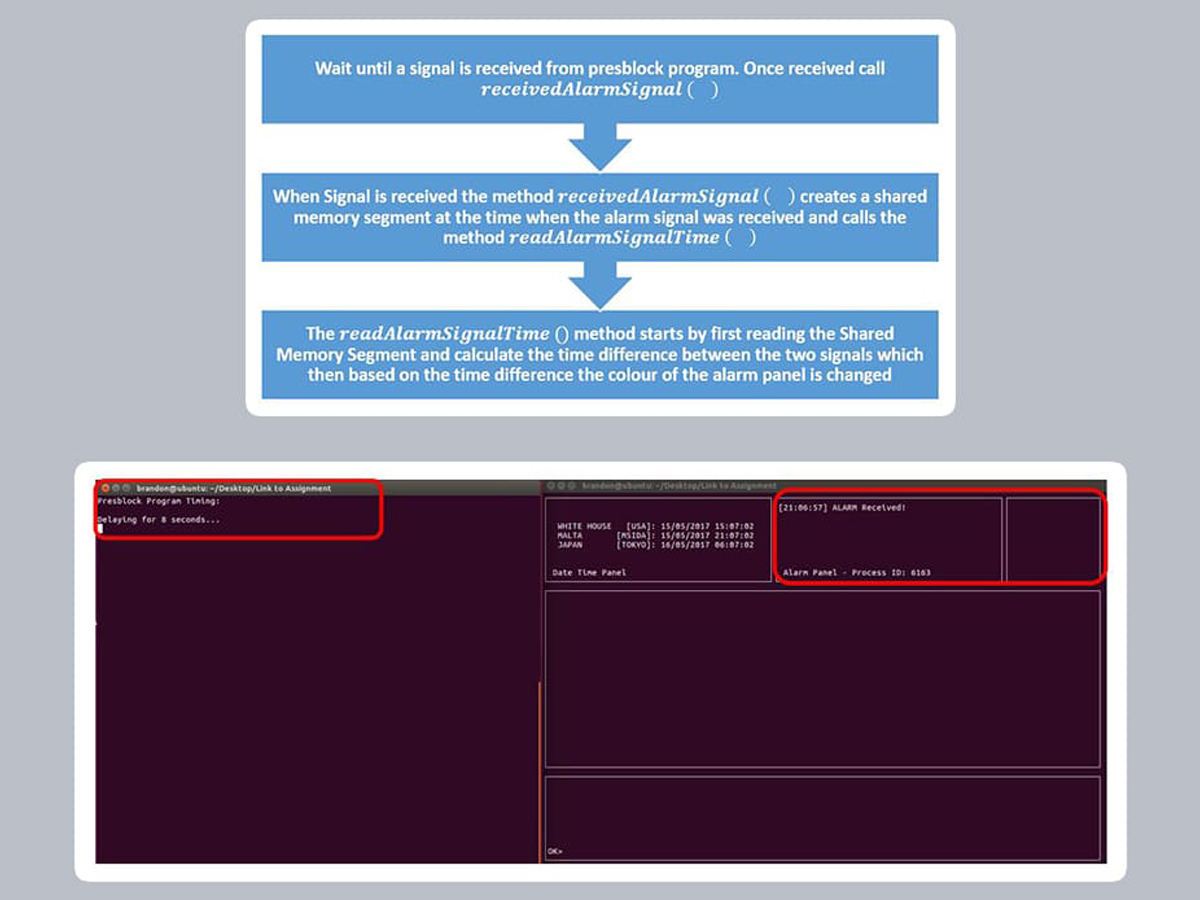 Wait until a signal is received from presblock program. Once received call
receivedAlarmSignal ( )
When Signal is received the method receivedAlarmSignal ( ) creates a shared
memory segment at the time when the alarm signal was received and calls the
method readAlarmSignalTime ( )
The readAlarmSignalTime () method starts by first reading the Shared
Memory Segment and calculate the time difference between the two signals which
then based on the time difference the colour of the alarm panel is changed
brandon@ubuntu: ~/Desktop/Link to Assignment
Presblock Program Timing:
Delaying for 8 seconds...
brandon@ubuntu: ~/Desktop/Link to Assignment
WHITE HOUSE [USA]: 15/05/2017 15:07:02
MALTA [MSIDA]: 15/05/2017 21:07:02
JAPAN [TOKYO]: 16/05/2017 06:07:02
Date Time Panel
[21:06:57] ALARM Received!
Alarm Panel - Process ID: 6163
OK>